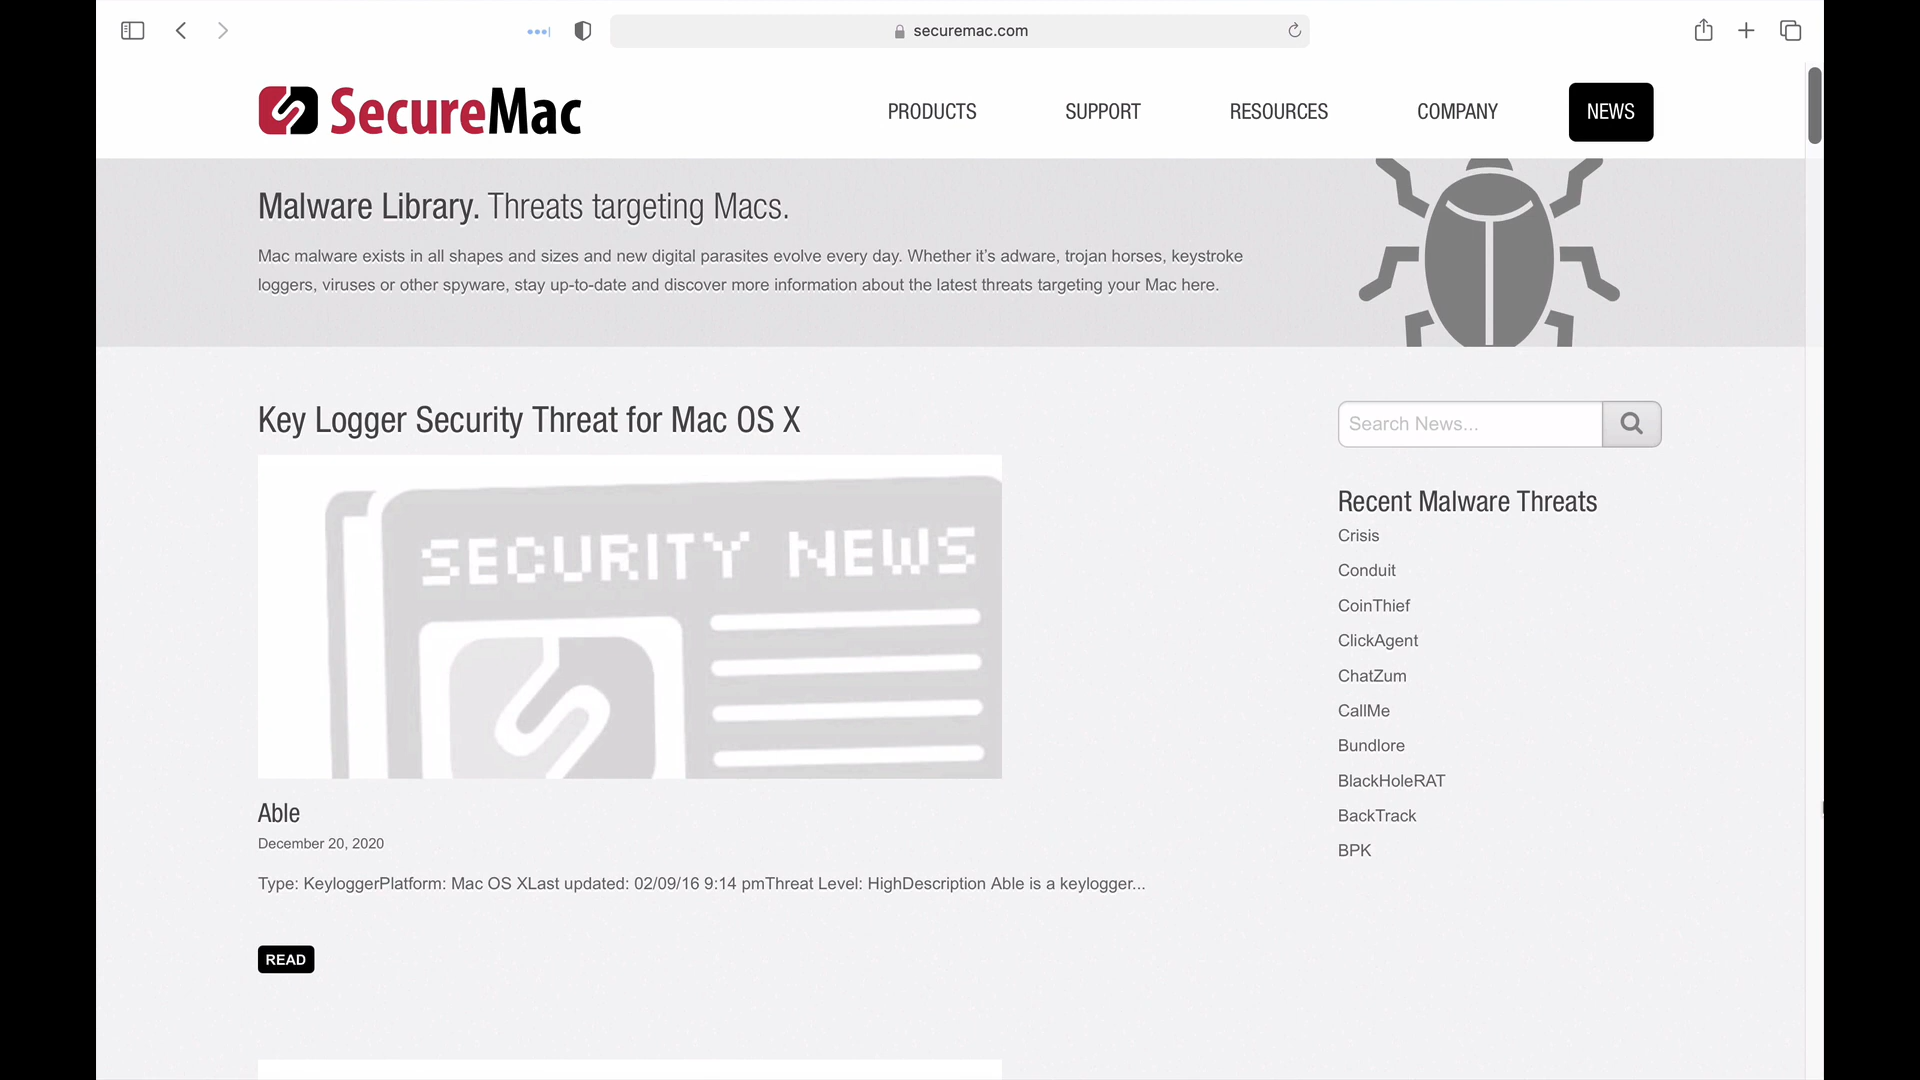 securemac.com
SecureMac
PRODUCTS
SUPPORT
RESOURCES
COMPANY
NEWS
Malware Library. Threats targeting Macs.
Mac malware exists in all shapes and sizes and new digital parasites evolve every day. Whether it’s adware, trojan horses, keystroke
loggers, viruses or other spyware, stay up-to-date and discover more information about the latest threats targeting your Mac here.
Key Logger Security Threat for Mac OS X
SECURITY NEWS
Able
December 20, 2020
Type: KeyloggerPlatform: Mac OS XLast updated: 02/09/16 9:14 pmThreat Level: HighDescription Able is a keylogger...
READ
Search News...
Recent Malware Threats
Crisis
Conduit
CoinThief
ClickAgent
ChatZum
CallMe
Bundlore
BlackHoleRAT
BackTrack
BPK